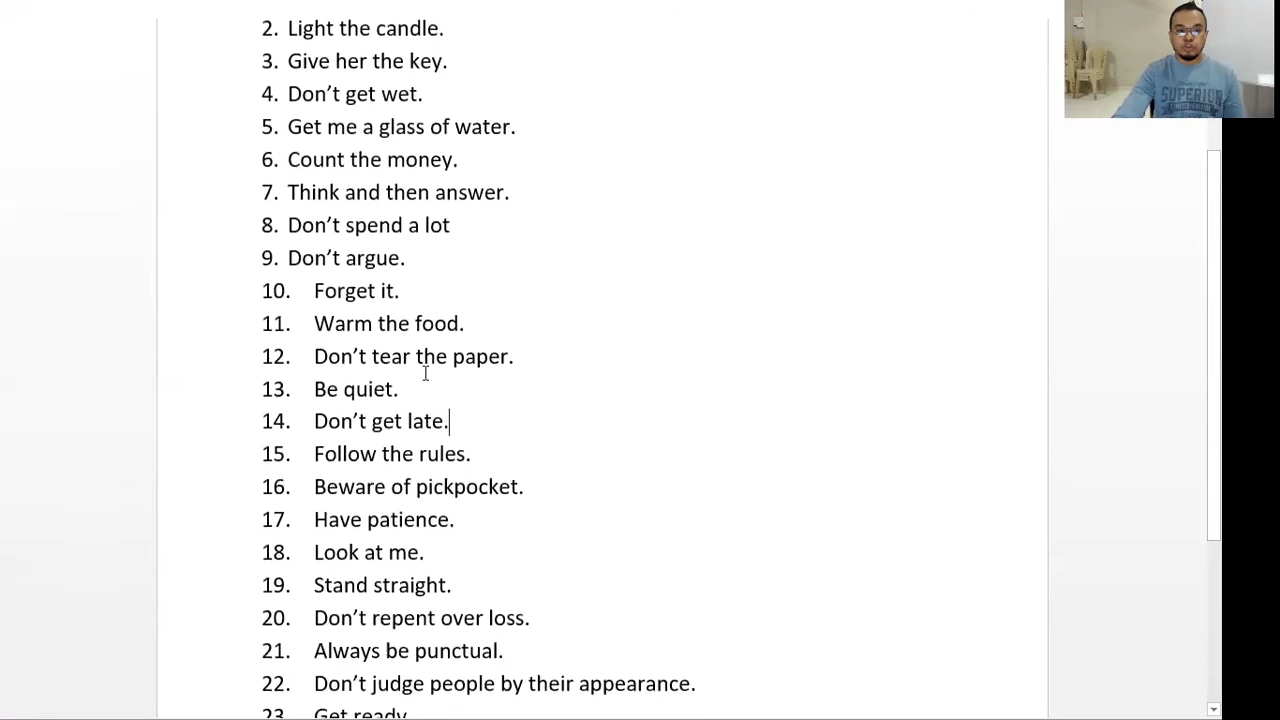 2. Light the candle.
3. Give her the key.
4. Don’t get wet.
5. Get me a glass of water.
6. Count the money.
7. Think and then answer.
8. Don’t spend a lot
9. Don’t argue.
10. Forget it.
11. Warm the food.
12. Don’t tear the paper.
13. Be quiet.
14. Don’t get late.
15. Follow the rules.
16. Beware of pickpocket.
17. Have patience.
18. Look at me.
19. Stand straight.
20. Don’t repent over loss.
21. Always be punctual.
22. Don’t judge people by their appearance.
23. Get ready
SUPERIOR